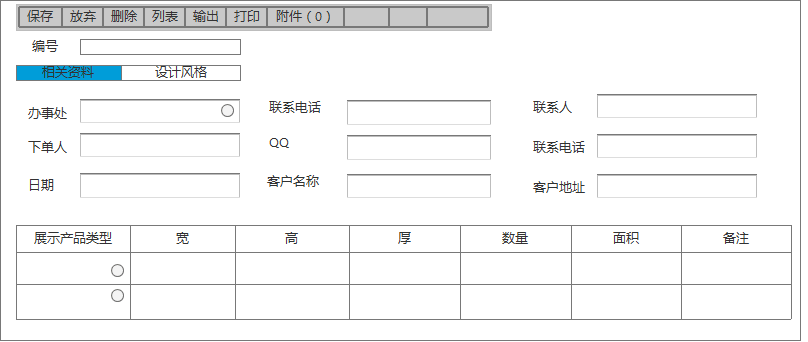 保存 放弃 删除 列表 输出 打印 附件（0）
编号
相关资料 设计风格
办事处 联系电话 联系人
下单人 QQ 联系电话
日期 客户名称 客户地址
展示产品类型 宽 高 厚 数量 面积 备注